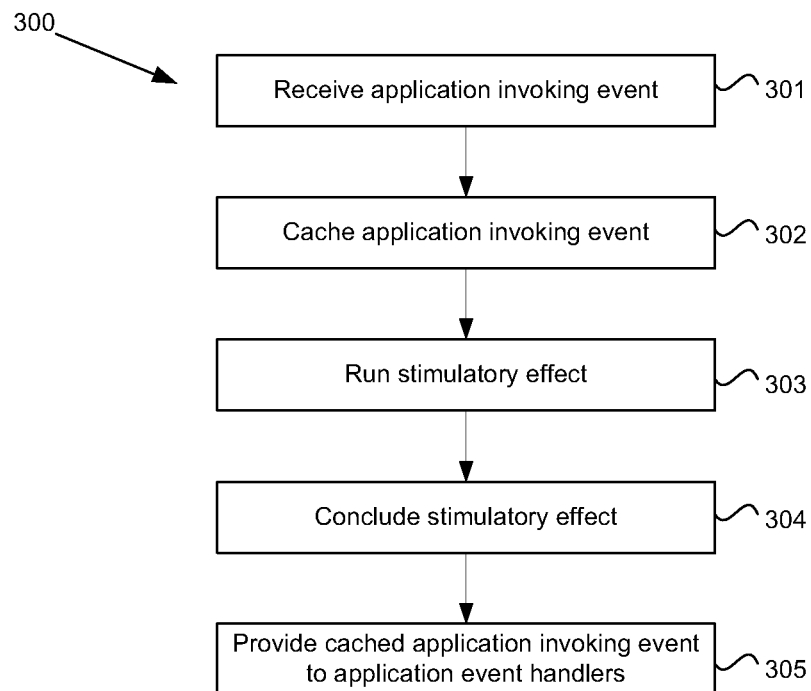 300
Receive application invoking event
301
Cache application invoking event
302
Run stimulatory effect
303
Conclude stimulatory effect
304
Provide cached application invoking event
to application event handlers
305